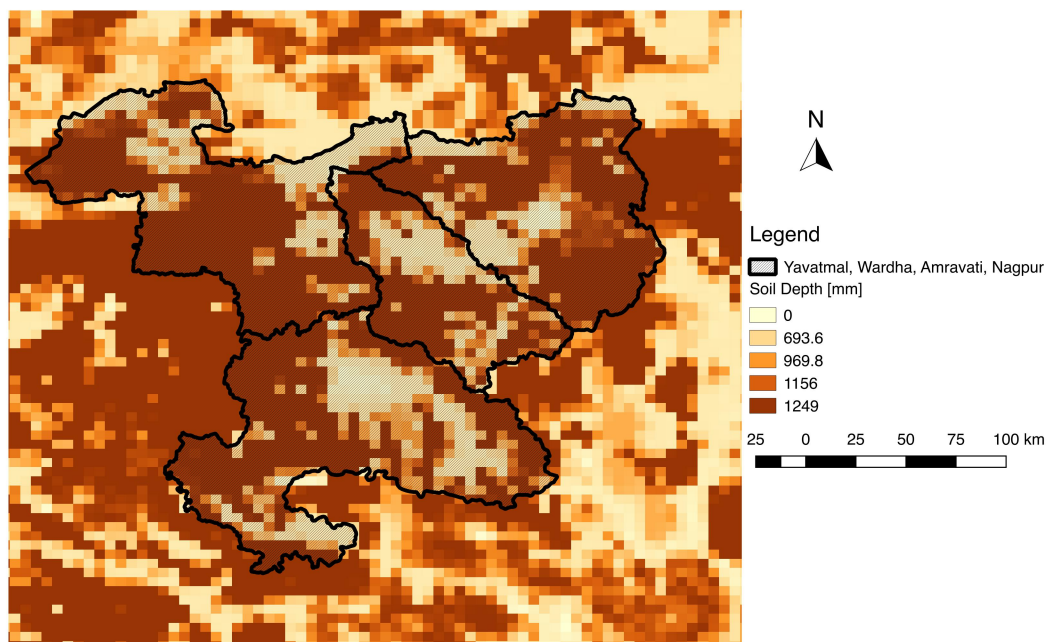 N
Legend
Yavatmal, Wardha, Amravati, Nagpur
Soil Depth [mm]
0
693.6
969.8
1156
1249
25 0 25 50 75 100 km